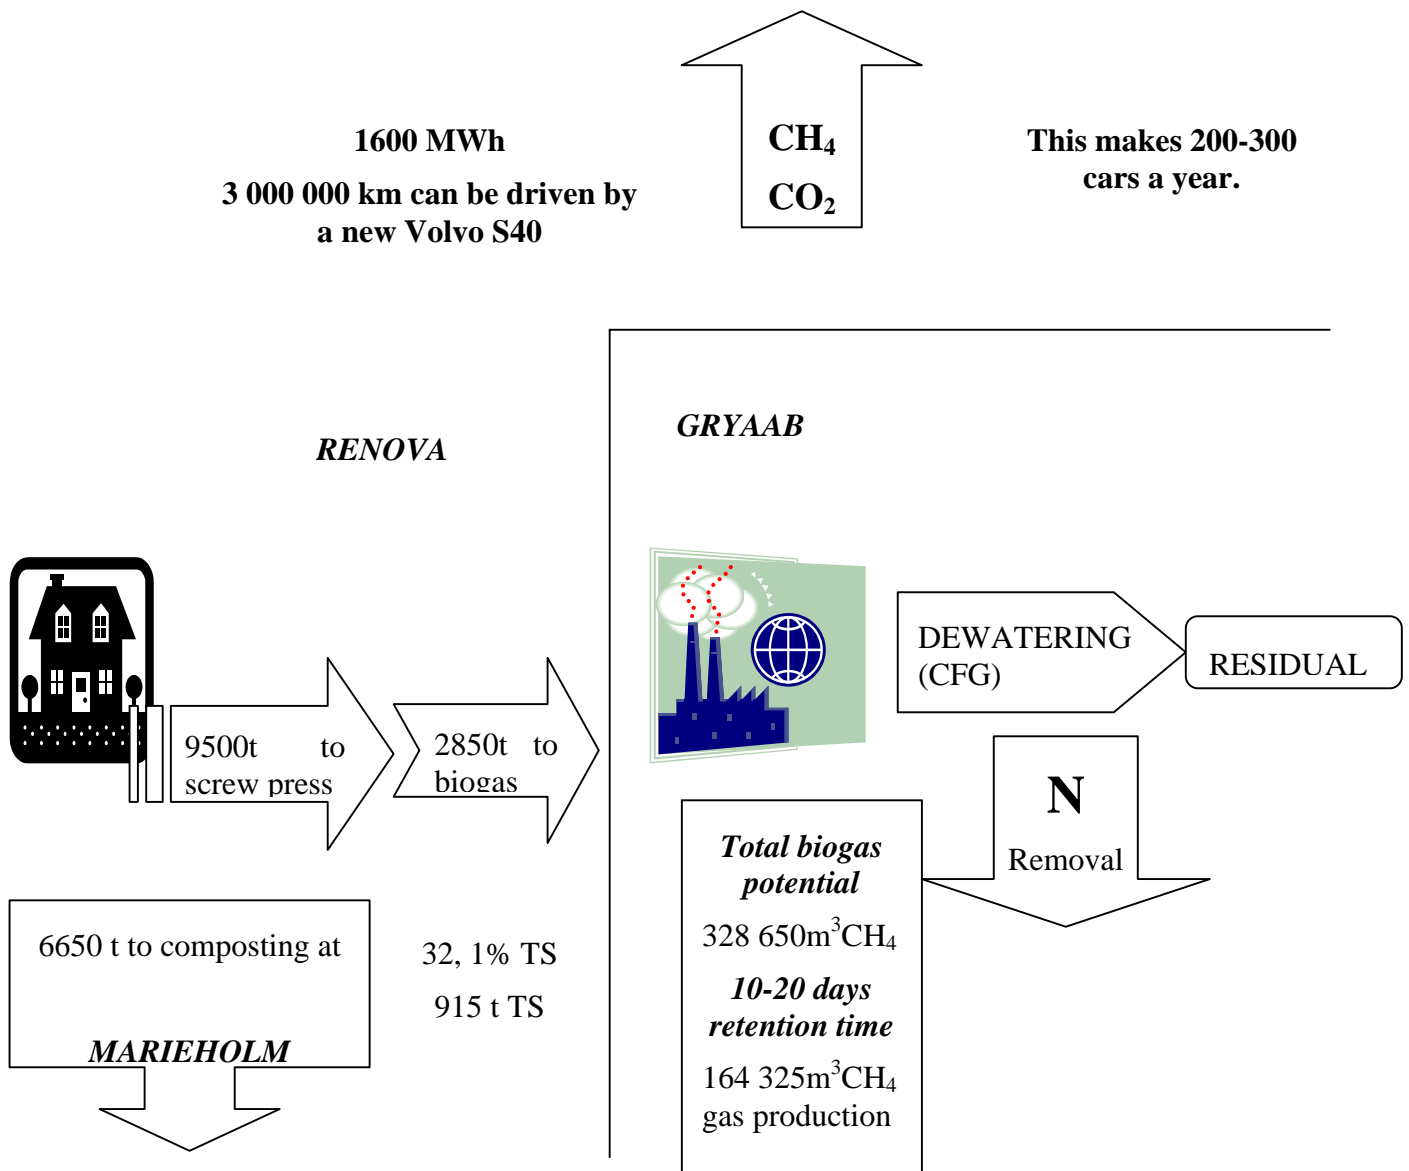 1600 MWh
3 000 000 km can be driven by
a new Volvo S40
CH₄
CO₂
This makes 200-300
cars a year.
RENOVA
GRYAAB
9500t to
screw press
2850t to
biogas
DEWATERING
(CFG)
RESIDUAL
N
Removal
6650 t to composting at
MARIEHOLM
32, 1% TS
915 t TS
Total biogas
potential
328 650m³CH₄
10-20 days
retention time
164 325m³CH₄
gas production